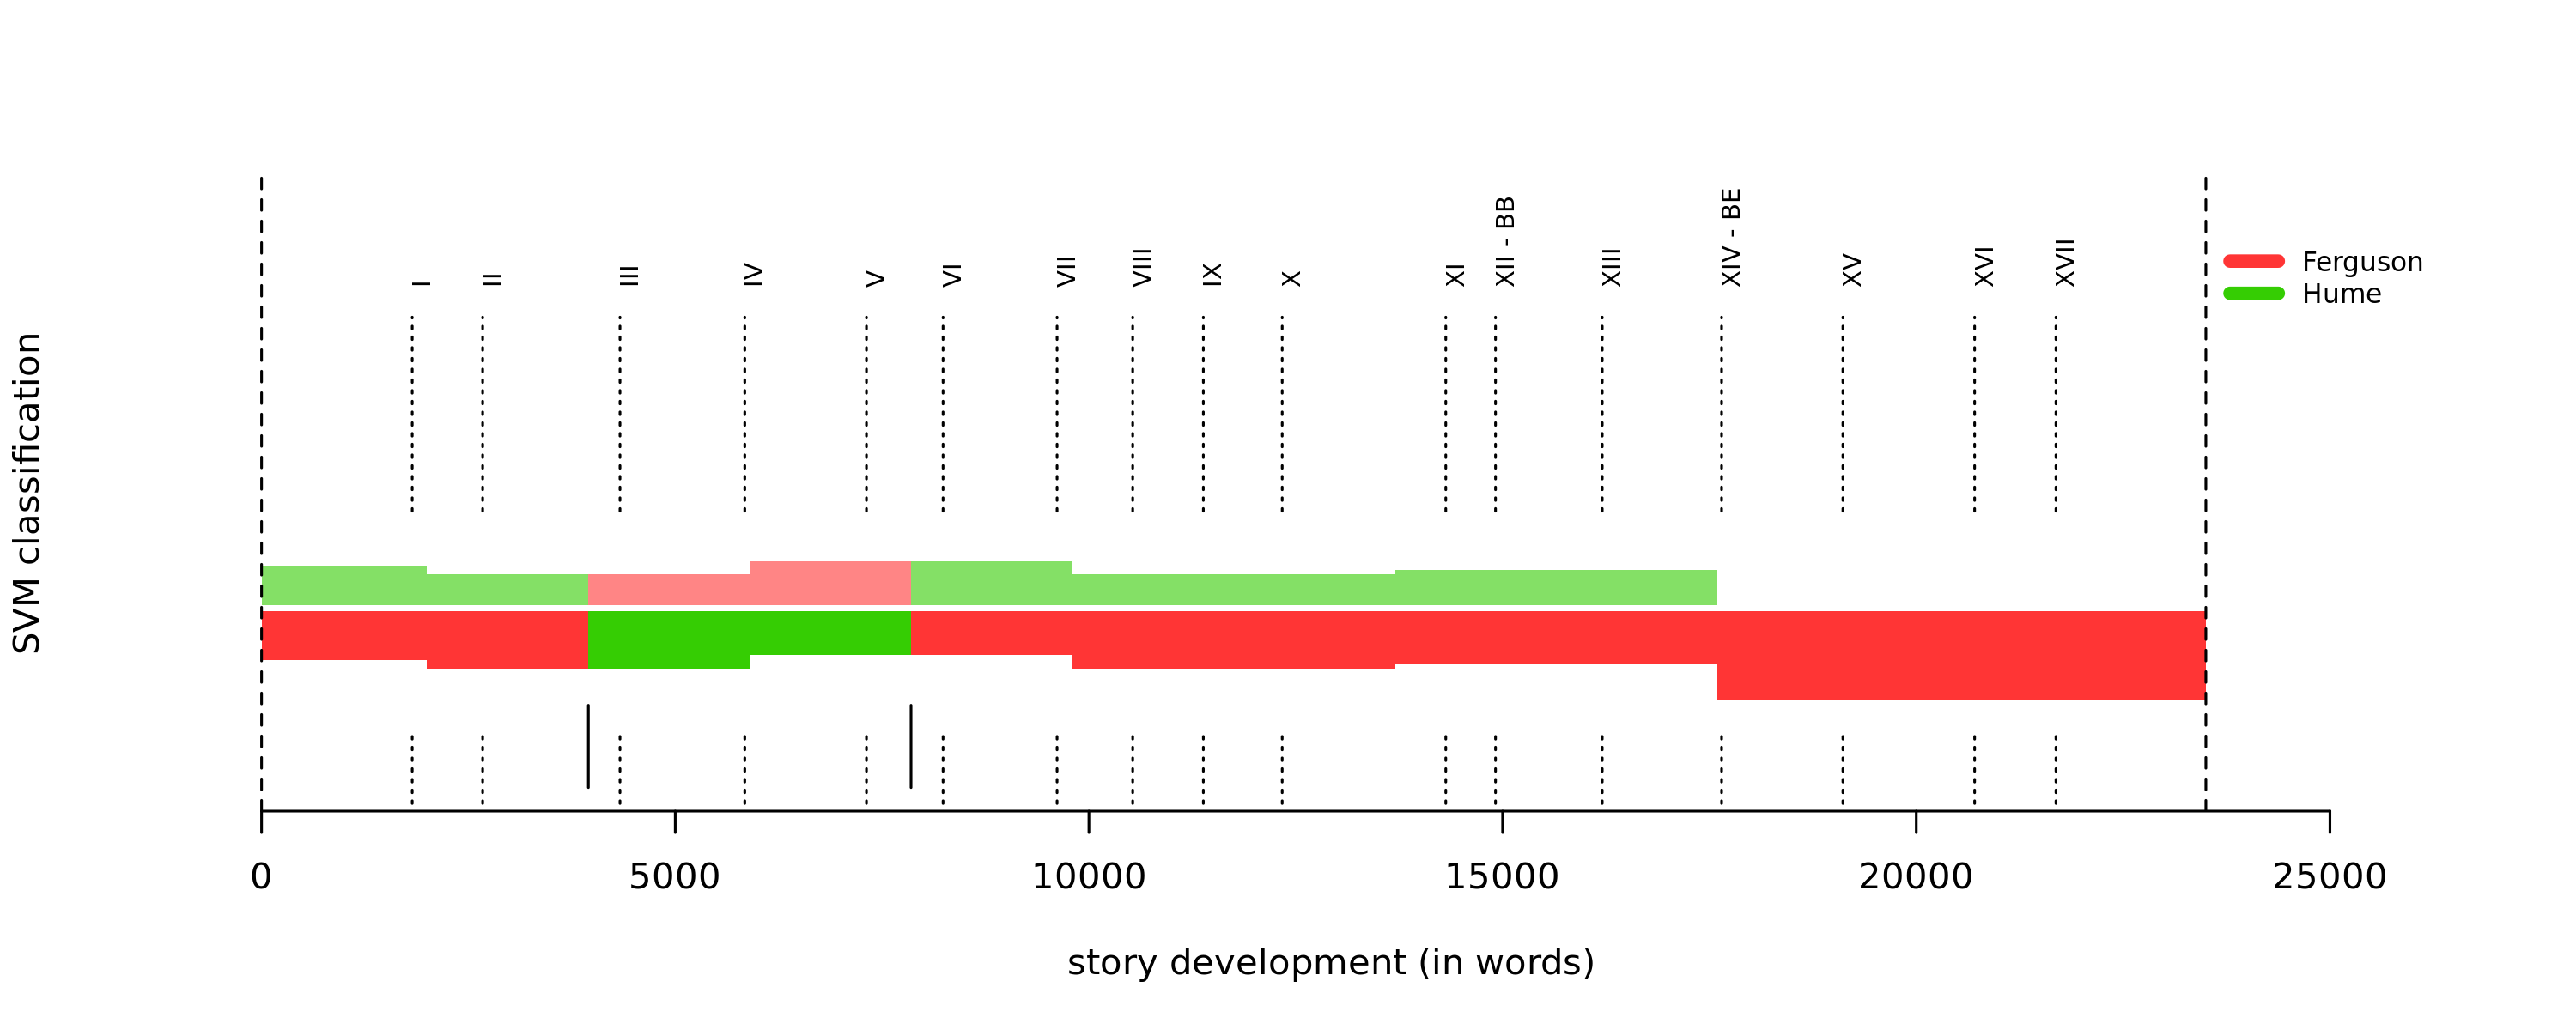 I
II
III
IV
V
VI
VII
VIII
IX
X
XI
XII - BB
XIII
XIV - BE
XV
XVI
XVII
Ferguson
Hume
SVM classification
0
5000
10000
15000
20000
25000
story development (in words)